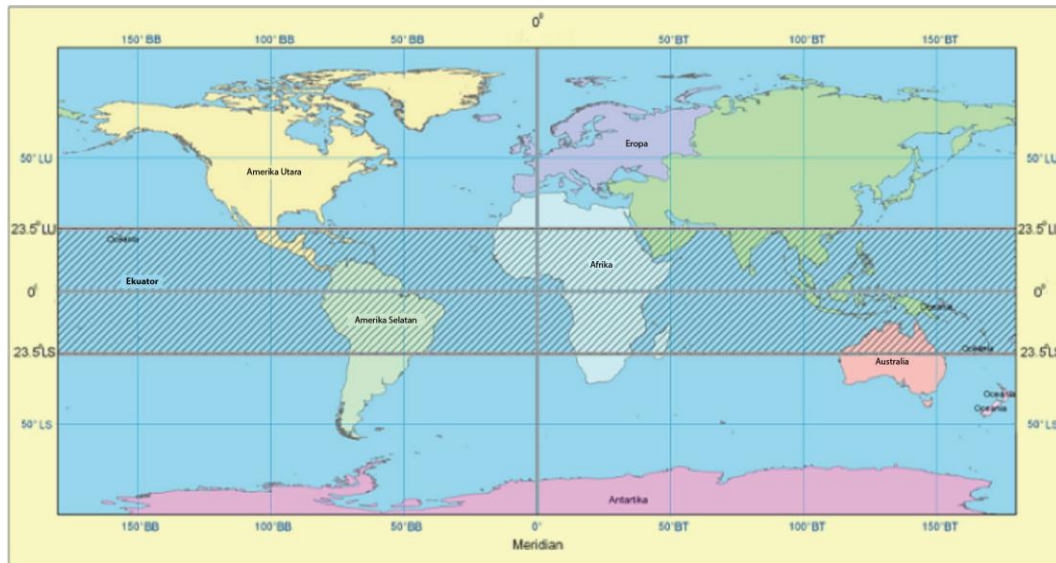 0°
150°BB 100°BB 50°BB 50°BT 100°BT 150°BT
Eropa
50° LU 50° LU
Amerika Utara
23.5°LU 23.5°LU
Oceania
Afrika
Ekuator
0° 0°
Oceania
Amerika Selatan
23.5°LS Oceania 23.5°LS
Australia
Oceania
Oceania
50° LS 50° LS
Antartika
150°BB 100°BB 50°BB 0° 50°BT 100°BT 150°BT
Meridian